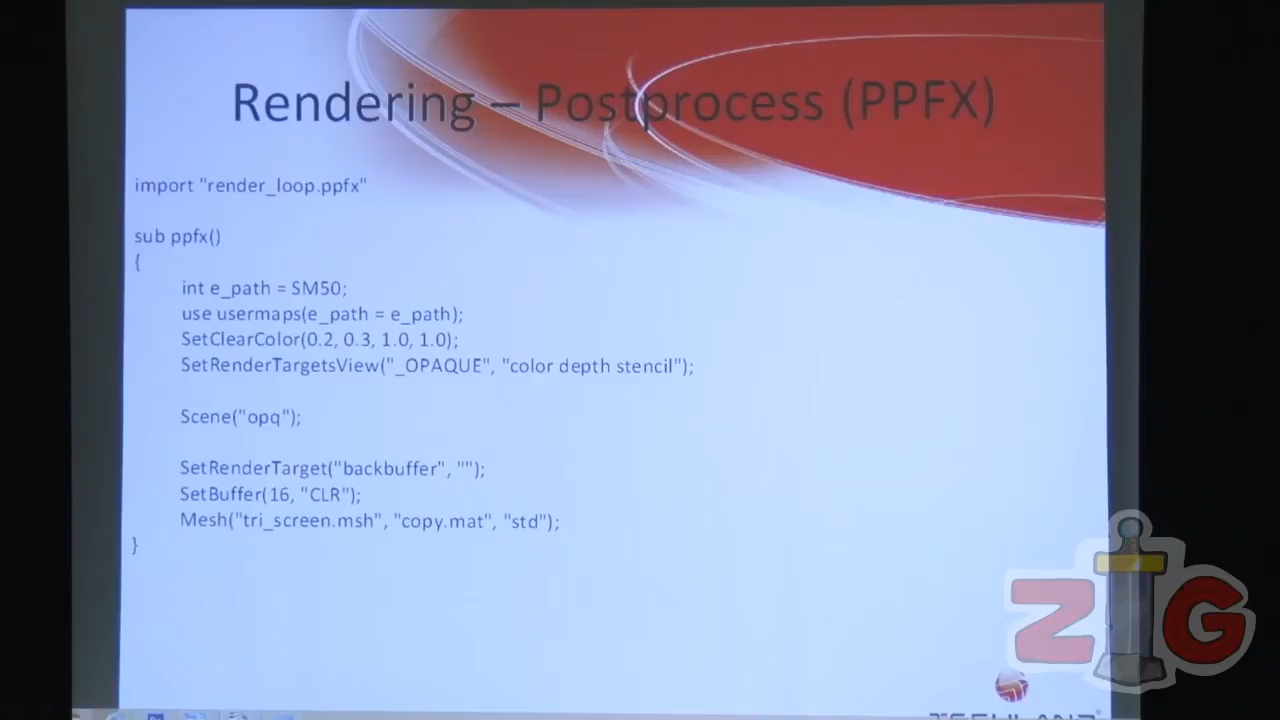 Rendering – Postprocess (PPFX)
import "render_loop.ppfx"
sub ppfx()
{
int e_path = SM50;
use usermaps(e_path = e_path);
SetClearColor(0.2, 0.3, 1.0, 1.0);
SetRenderTargetsView("_OPAQUE", "color depth stencil");
Scene("opq");
SetRenderTarget("backbuffer", "");
SetBuffer(16, "CLR");
Mesh("tri_screen.msh", "copy.mat", "std");
}
ZIG